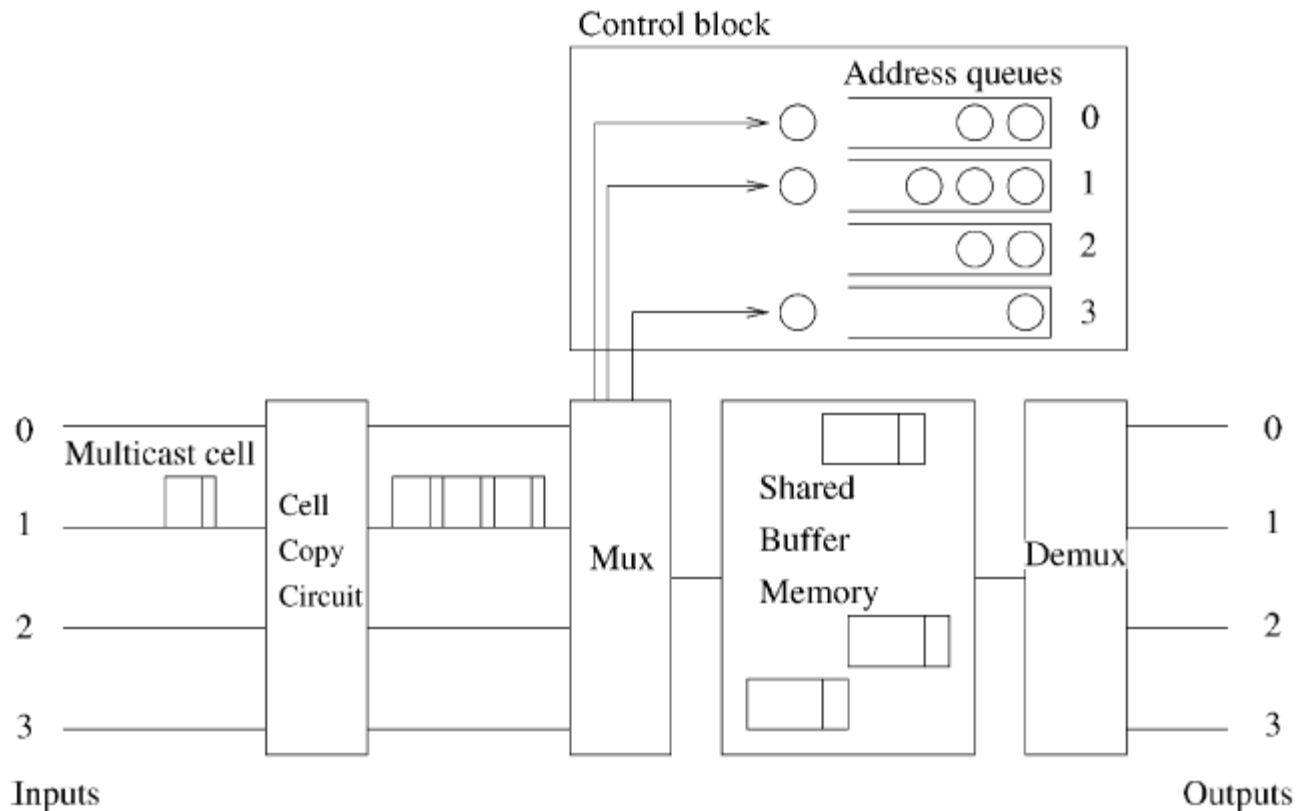 Control block
Address queues
0
1
2
3
0
Multicast cell
1
2
3
Inputs
Cell
Copy
Circuit
Mux
Shared
Buffer
Memory
Demux
0
1
2
3
Outputs